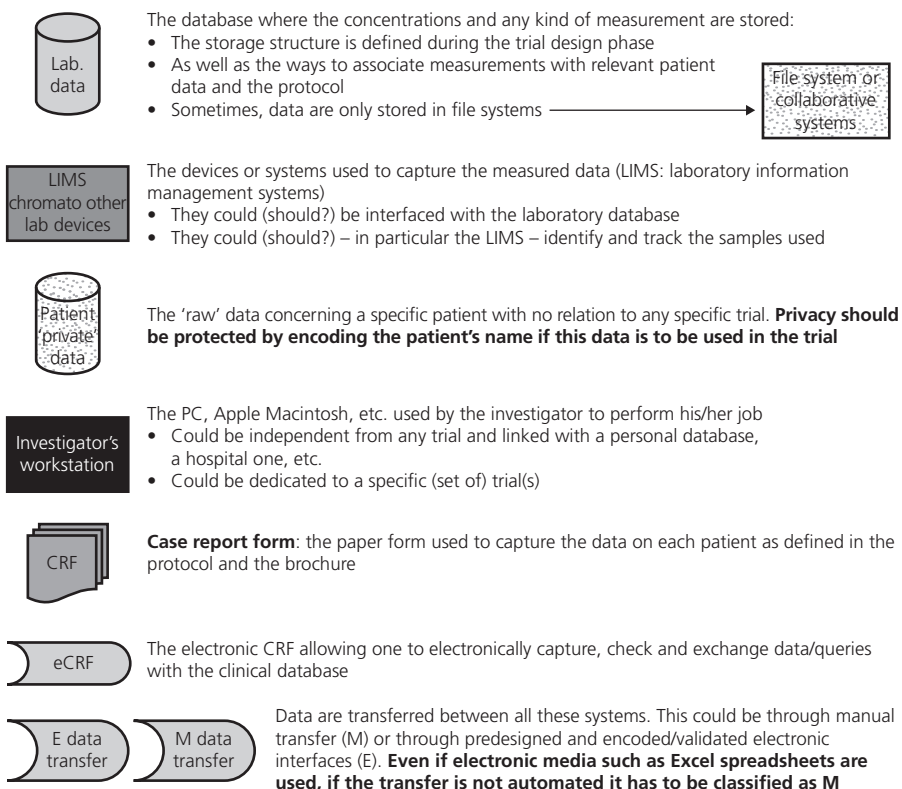 The database where the concentrations and any kind of measurement are stored:
• The storage structure is defined during the trial design phase
• As well as the ways to associate measurements with relevant patient
data and the protocol
• Sometimes, data are only stored in file systems
Lab.
data
File system or
collaborative
systems
LIMS
chromato other
lab devices
The devices or systems used to capture the measured data (LIMS: laboratory information
management systems)
• They could (should?) be interfaced with the laboratory database
• They could (should?) – in particular the LIMS – identify and track the samples used
Patient
'private'
data
The 'raw' data concerning a specific patient with no relation to any specific trial. Privacy should
be protected by encoding the patient's name if this data is to be used in the trial
Investigator's
workstation
The PC, Apple Macintosh, etc. used by the investigator to perform his/her job
• Could be independent from any trial and linked with a personal database,
a hospital one, etc.
• Could be dedicated to a specific (set of) trial(s)
CRF
Case report form: the paper form used to capture the data on each patient as defined in the
protocol and the brochure
eCRF
The electronic CRF allowing one to electronically capture, check and exchange data/queries
with the clinical database
E data
transfer
M data
transfer
Data are transferred between all these systems. This could be through manual
transfer (M) or through predesigned and encoded/validated electronic
interfaces (E). Even if electronic media such as Excel spreadsheets are
used, if the transfer is not automated it has to be classified as M